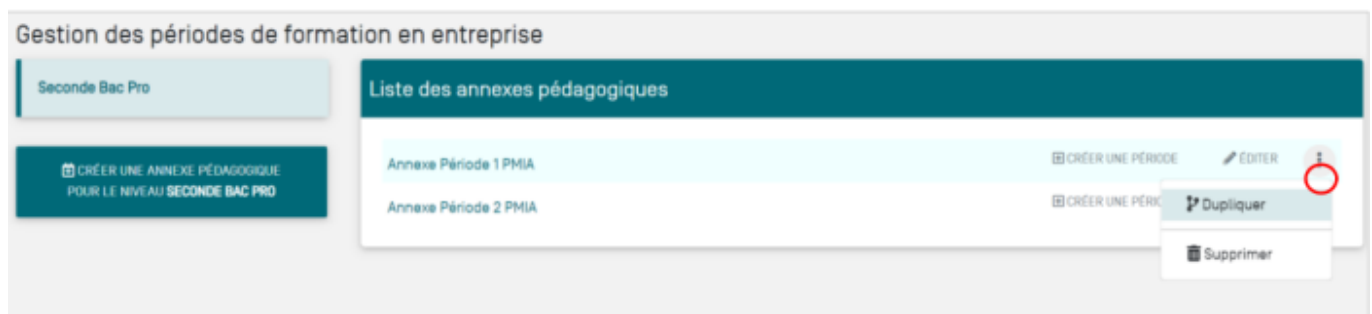 Gestion des périodes de formation en entreprise
Seconde Bac Pro
CRÉER UNE ANNEXE PÉDAGOGIQUE
POUR LE NIVEAU SECONDE BAC PRO
Liste des annexes pédagogiques
Annexe Période 1 PMIA CRÉER UNE PÉRIODE ÉDITER
Annexe Période 2 PMIA CRÉER UNE
Dupliquer
Supprimer